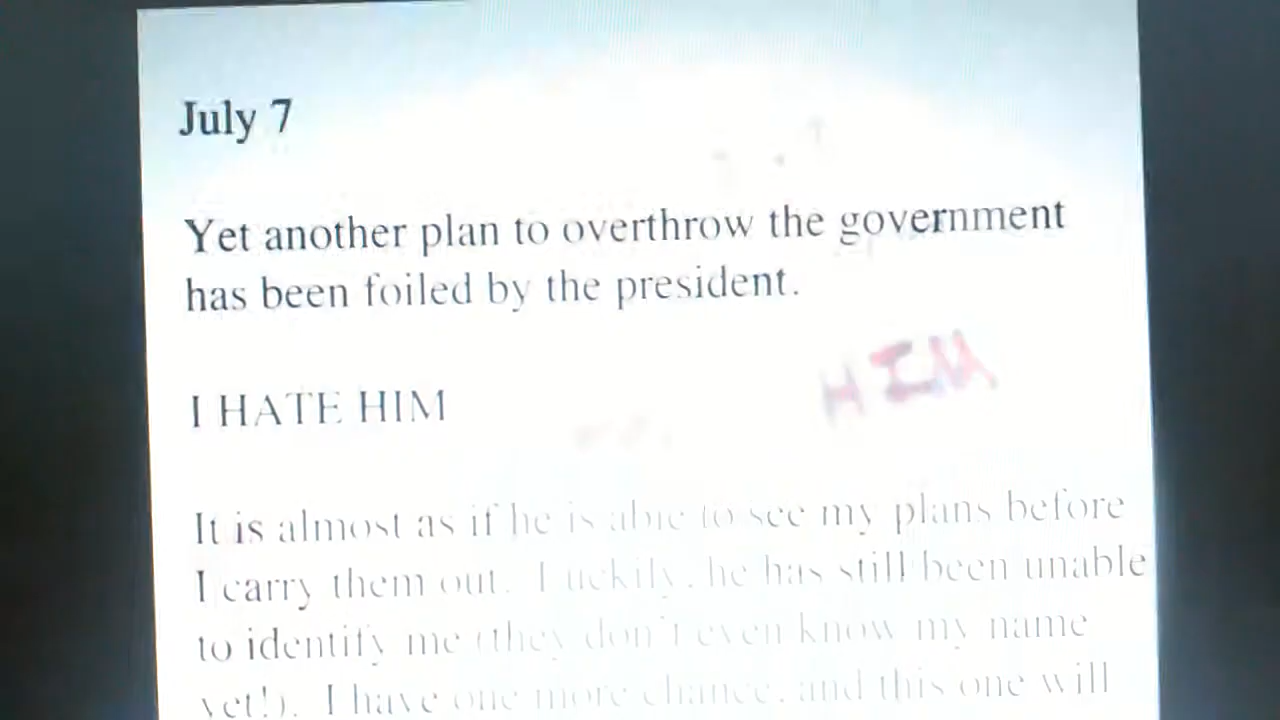 July 7
Yet another plan to overthrow the government
has been foiled by the president.
HIM
I HATE HIM
It is almost as if he is able to see my plans before
I carry them out. Luckily, he has still been unable
to identify me (they don't even know my name
yet!). I have one more chance, and this one will